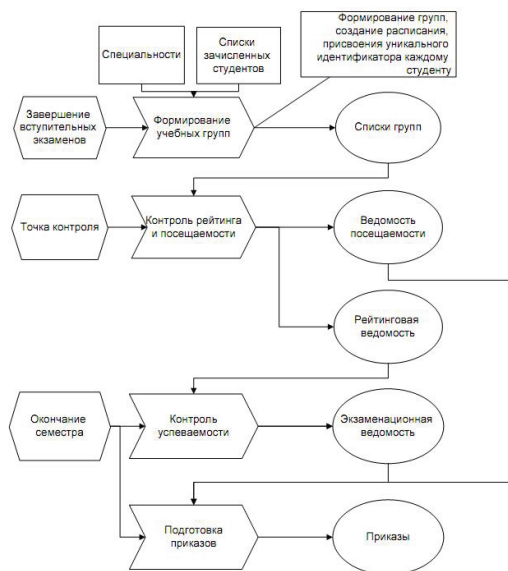 Специальности
Списки
зачисленных
студентов
Формирование групп,
создание расписания,
присвоения уникального
идентификатора каждому
студенту
Завершение
вступительных
экзаменов
Формирование
учебных групп
Списки групп
Точка контроля
Контроль рейтинга
и посещаемости
Ведомость
посещаемости
Рейтинговая
ведомость
Окончание
семестра
Контроль
успеваемости
Экзаменационная
ведомость
Подготовка
приказов
Приказы